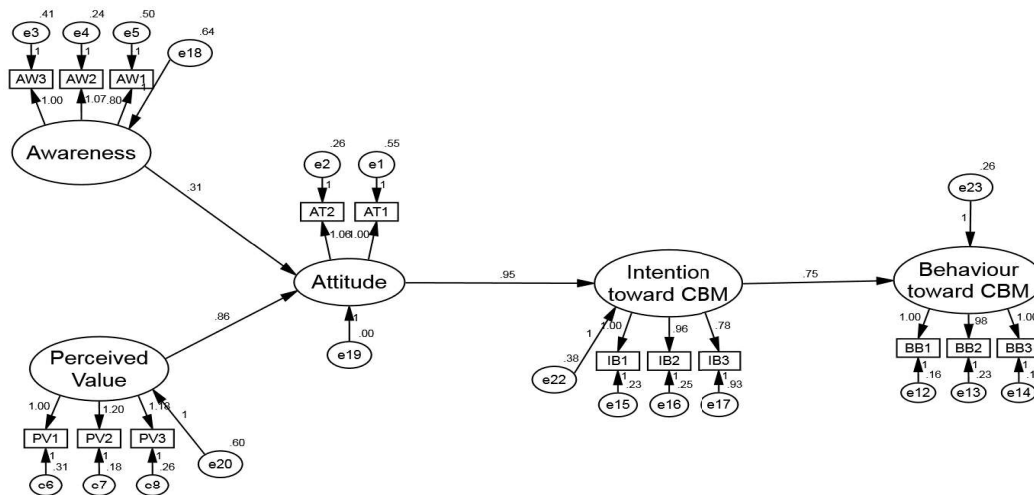 .41 .24 .50
e3 e4 e5 .64
e18
1 1 1
AW3 AW2 AW1
1
1.00 1.07 .80
Awareness
.31
.26 .55
e2 e1
1 1
AT2 AT1
1.06 1.00
Attitude
.95
1
.00
e19
.86
Perceived
Value
1.00 1.20 1.18 1
PV1 PV2 PV3
1 1 1 .60
.31 .18 .26 e20
c6 c7 c8
Intention
toward CBM
.75
1.00 .96 .78
1
IB1 IB2 IB3
.38 1 1 1
e22 .23 .25 .93
e15 e16 e17
.26
e23
1
Behaviour
toward CBM
1.00 .98 1.00
BB1 BB2 BB3
1 1 1
.16 .23
e12 e13 e14